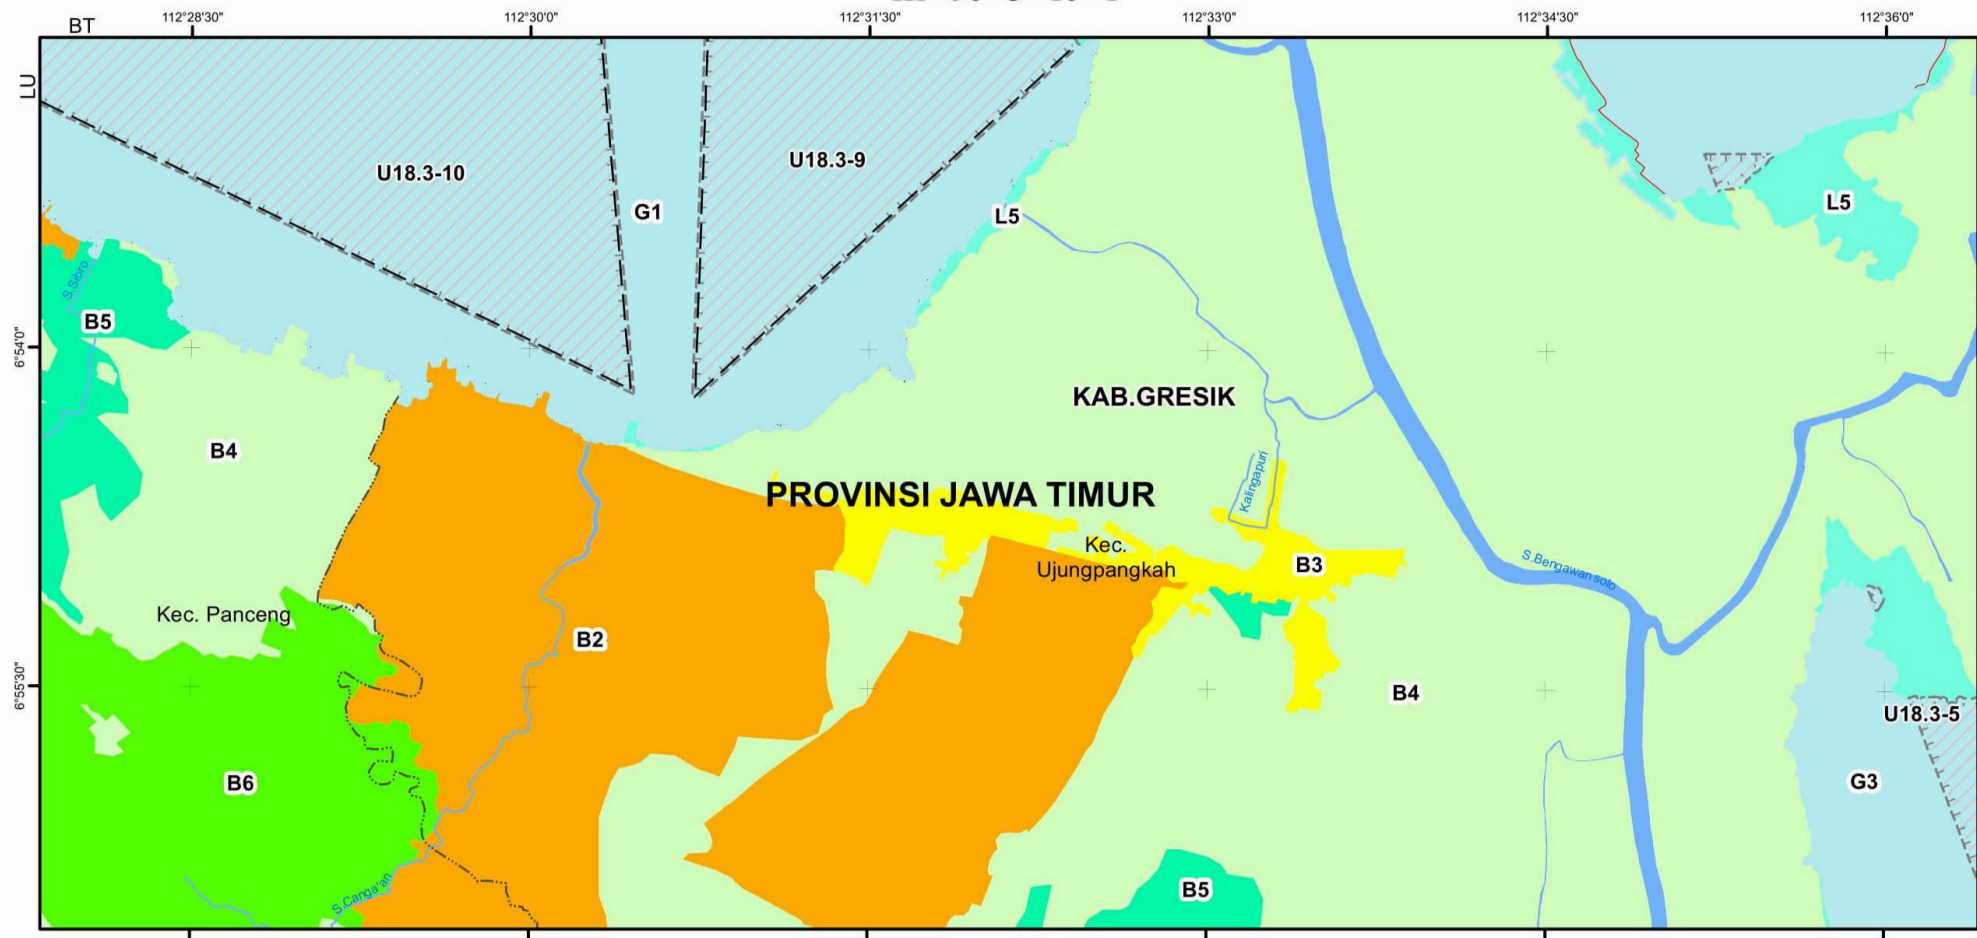 112°28'30"
112°30'0"
112°31'30"
112°33'0"
112°34'30"
112°36'0"
BT
LU
U18.3-10
U18.3-9
G1
L5
L5
S.Sibro
B5
6°54'0"
KAB.GRESIK
B4
Kalingapuri
PROVINSI JAWA TIMUR
Kec.
Ujungpangkah
B3
S.Bengawan solo
Kec. Panceng
B2
6°55'30"
B4
U18.3-5
B6
G3
S.Canga'an
B5